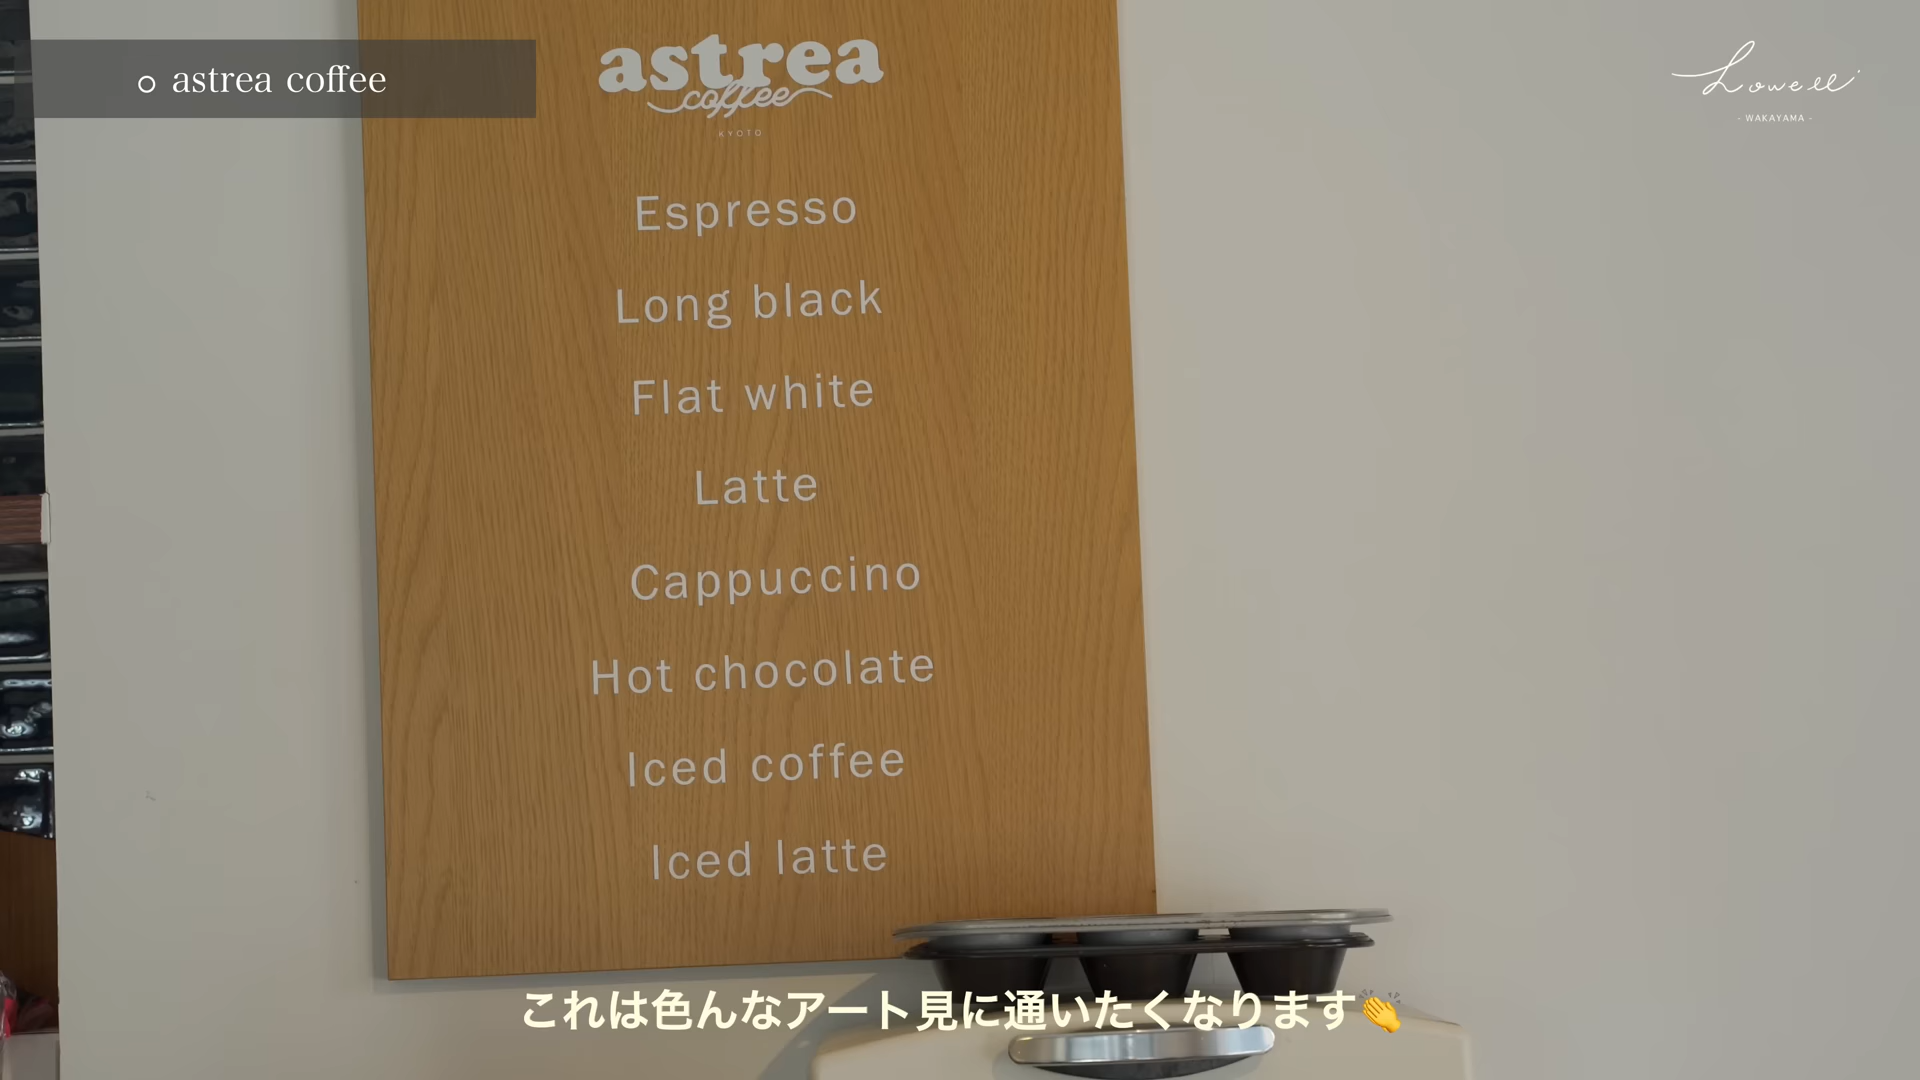 astrea coffee
astrea
coffee
KYOTO
Lowell
- WAKAYAMA -
Espresso
Long black
Flat white
Latte
Cappuccino
Hot chocolate
Iced coffee
Iced latte
これは色んなアート見に通いたくなります👏